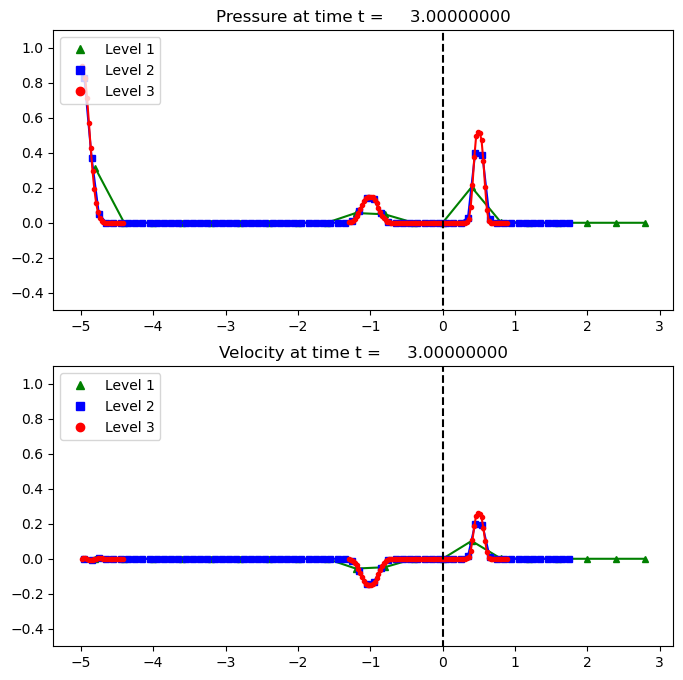 Pressure at time t = 3.00000000
1.0
0.8
0.6
0.4
0.2
0.0
−0.2
−0.4
Level 1
Level 2
Level 3
−5 −4 −3 −2 −1 0 1 2 3
Velocity at time t = 3.00000000
1.0
0.8
0.6
0.4
0.2
0.0
−0.2
−0.4
Level 1
Level 2
Level 3
−5 −4 −3 −2 −1 0 1 2 3